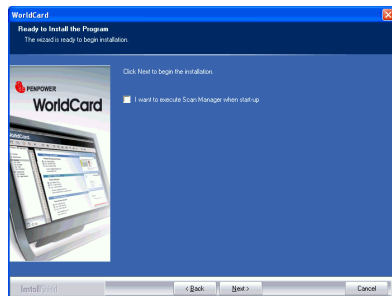 WorldCard
Ready to Install the Program
The wizard is ready to begin installation.
Click Next to begin the installation.
PENPOWER
WorldCard
I want to execute Scan Manager when start-up
InstallShield
< Back
Next >
Cancel